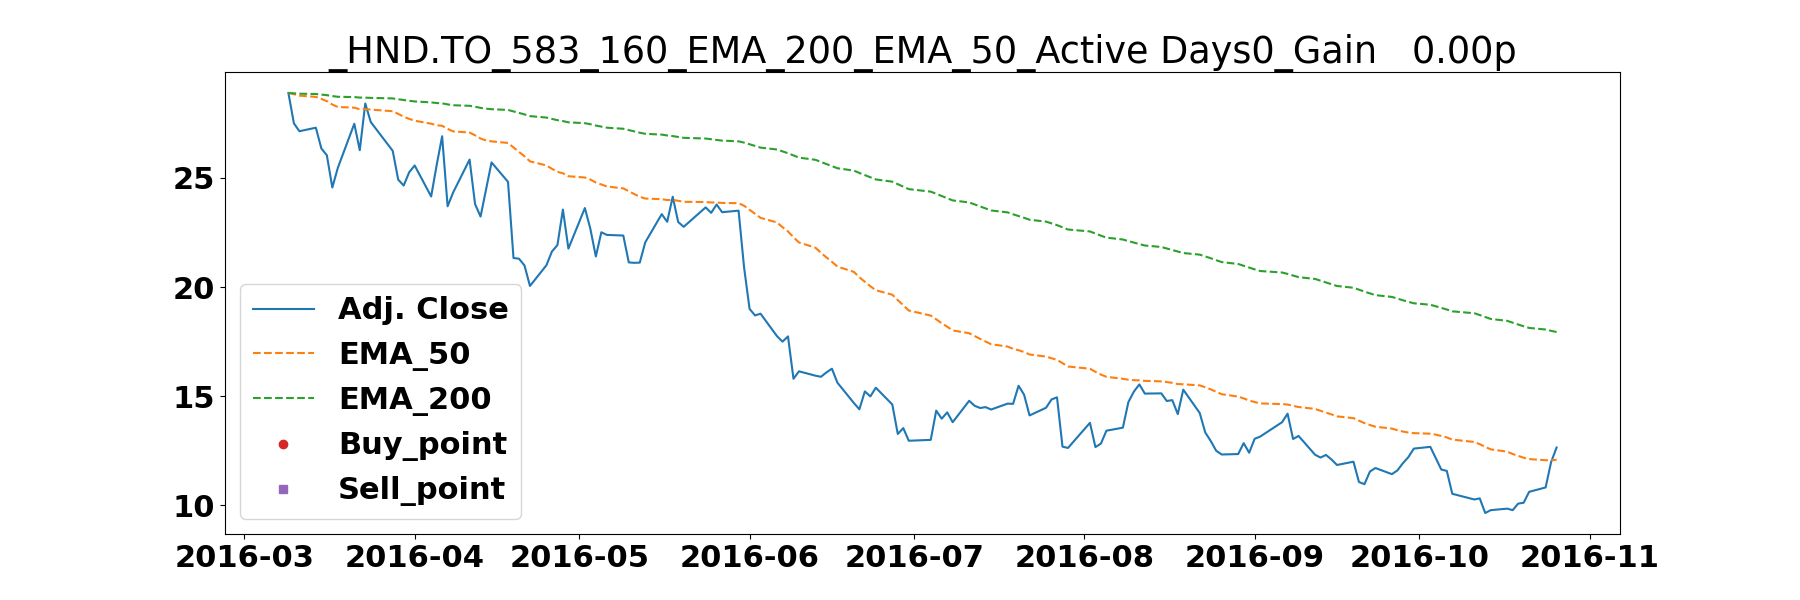 _HND.TO_583_160_EMA_200_EMA_50_Active Days0_Gain   0.00p
25
20
15
10
Adj. Close
EMA_50
EMA_200
Buy_point
Sell_point
2016-03 2016-04 2016-05 2016-06 2016-07 2016-08 2016-09 2016-10 2016-11